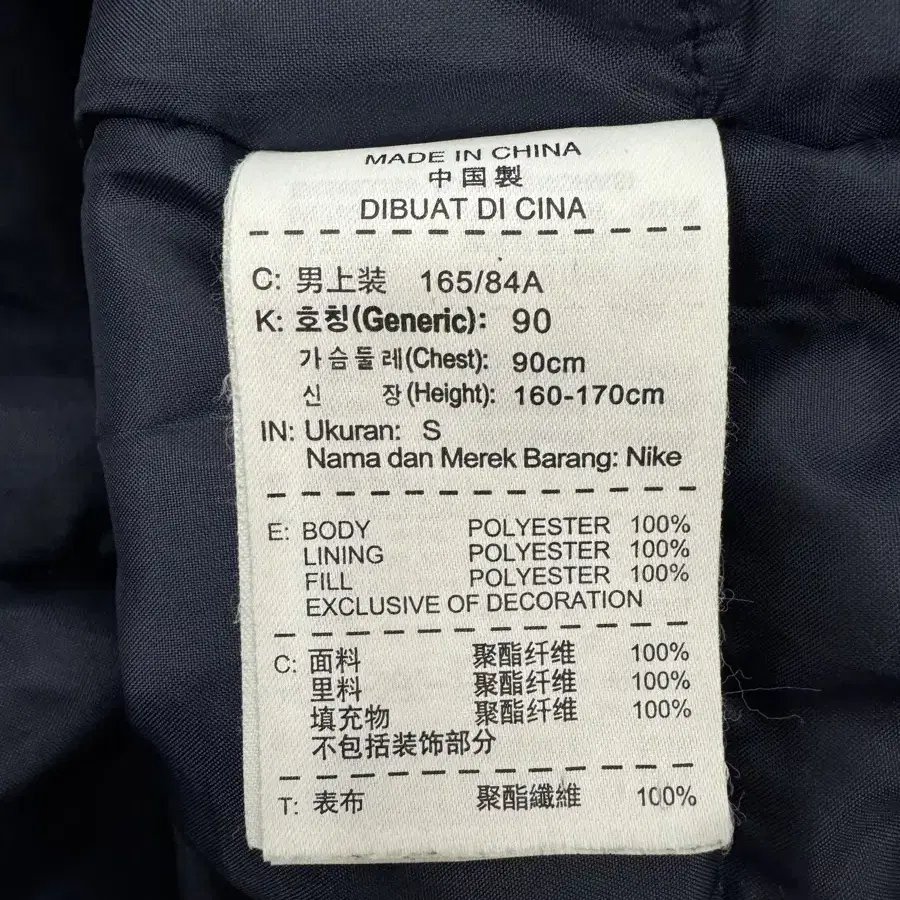 MADE IN CHINA
中国製
DIBUAT DI CINA
C: 男上装 165/84A
K: 호칭(Generic): 90
가슴둘레(Chest): 90cm
신 장(Height): 160-170cm
IN: Ukuran: S
Nama dan Merek Barang: Nike
E: BODY POLYESTER 100%
LINING POLYESTER 100%
FILL POLYESTER 100%
EXCLUSIVE OF DECORATION
C: 面料 聚酯纤维 100%
里料 聚酯纤维 100%
填充物 聚酯纤维 100%
不包括装饰部分
T: 表布 聚酯纖維 100%